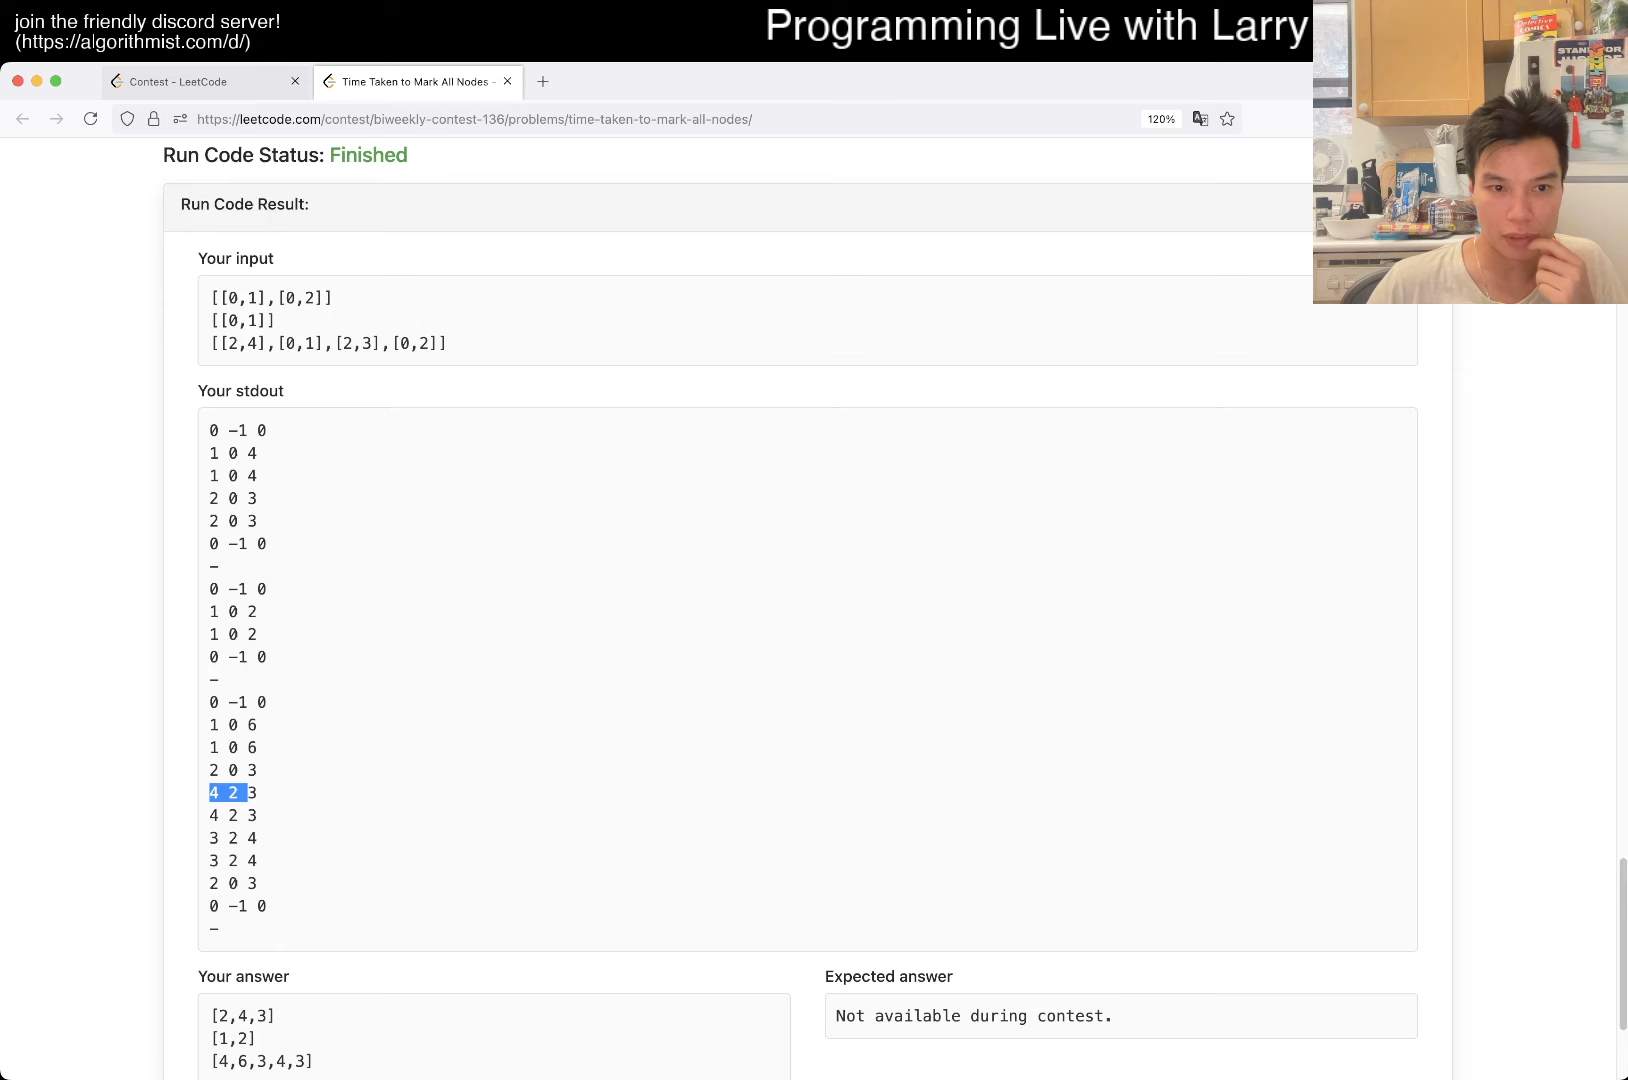 join the friendly discord server!
(https://algorithmist.com/d/)
Programming Live with Larry
Contest - LeetCode
Time Taken to Mark All Nodes -
https://leetcode.com/contest/biweekly-contest-136/problems/time-taken-to-mark-all-nodes/
120%
Run Code Status: Finished
Run Code Result:
Your input
[[0,1],[0,2]]
[[0,1]]
[[2,4],[0,1],[2,3],[0,2]]
Your stdout
0 -1 0
1 0 4
1 0 4
2 0 3
2 0 3
0 -1 0
-
0 -1 0
1 0 2
1 0 2
0 -1 0
-
0 -1 0
1 0 6
1 0 6
2 0 3
4 2 3
4 2 3
3 2 4
3 2 4
2 0 3
0 -1 0
-
Your answer
[2,4,3]
[1,2]
[4,6,3,4,3]
Expected answer
Not available during contest.